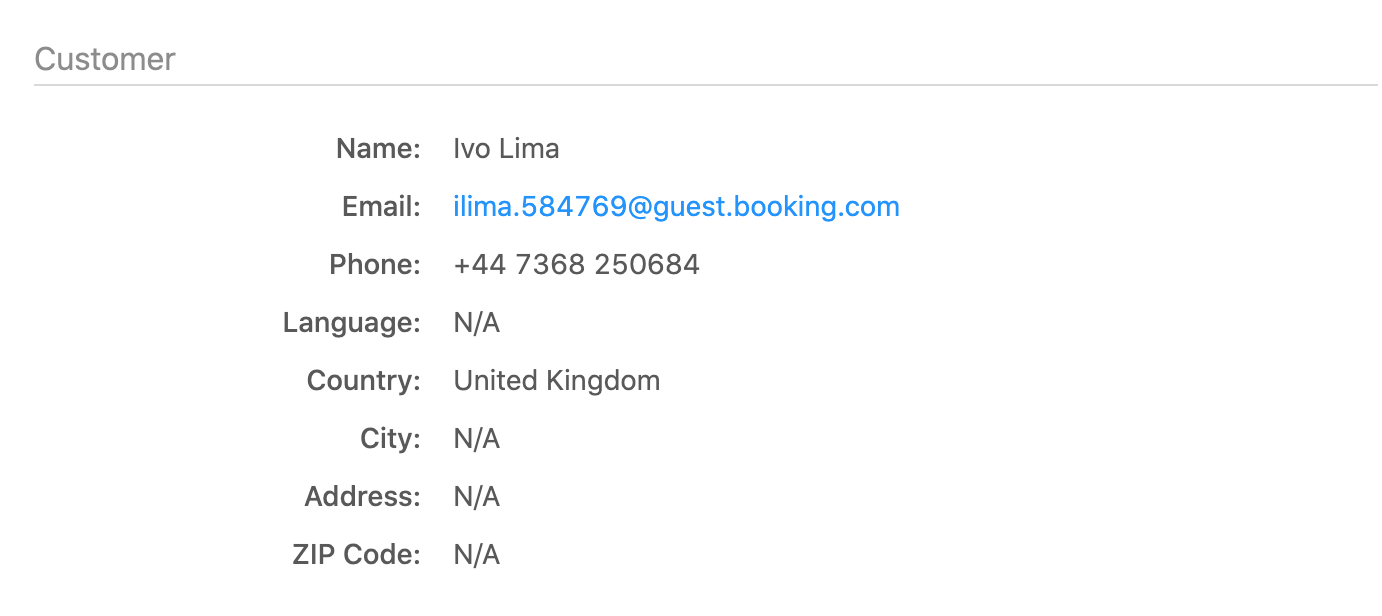 Customer
Name: Ivo Lima
Email: ilima.584769@guest.booking.com
Phone: +44 7368 250684
Language: N/A
Country: United Kingdom
City: N/A
Address: N/A
ZIP Code: N/A